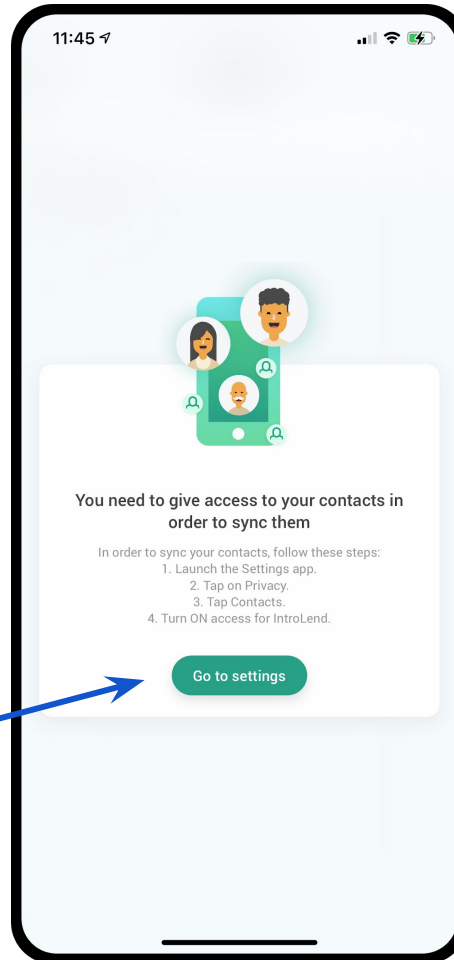 11:45
You need to give access to your contacts in
order to sync them
In order to sync your contacts, follow these steps:
1. Launch the Settings app.
2. Tap on Privacy.
3. Tap Contacts.
4. Turn ON access for IntroLend.
Go to settings